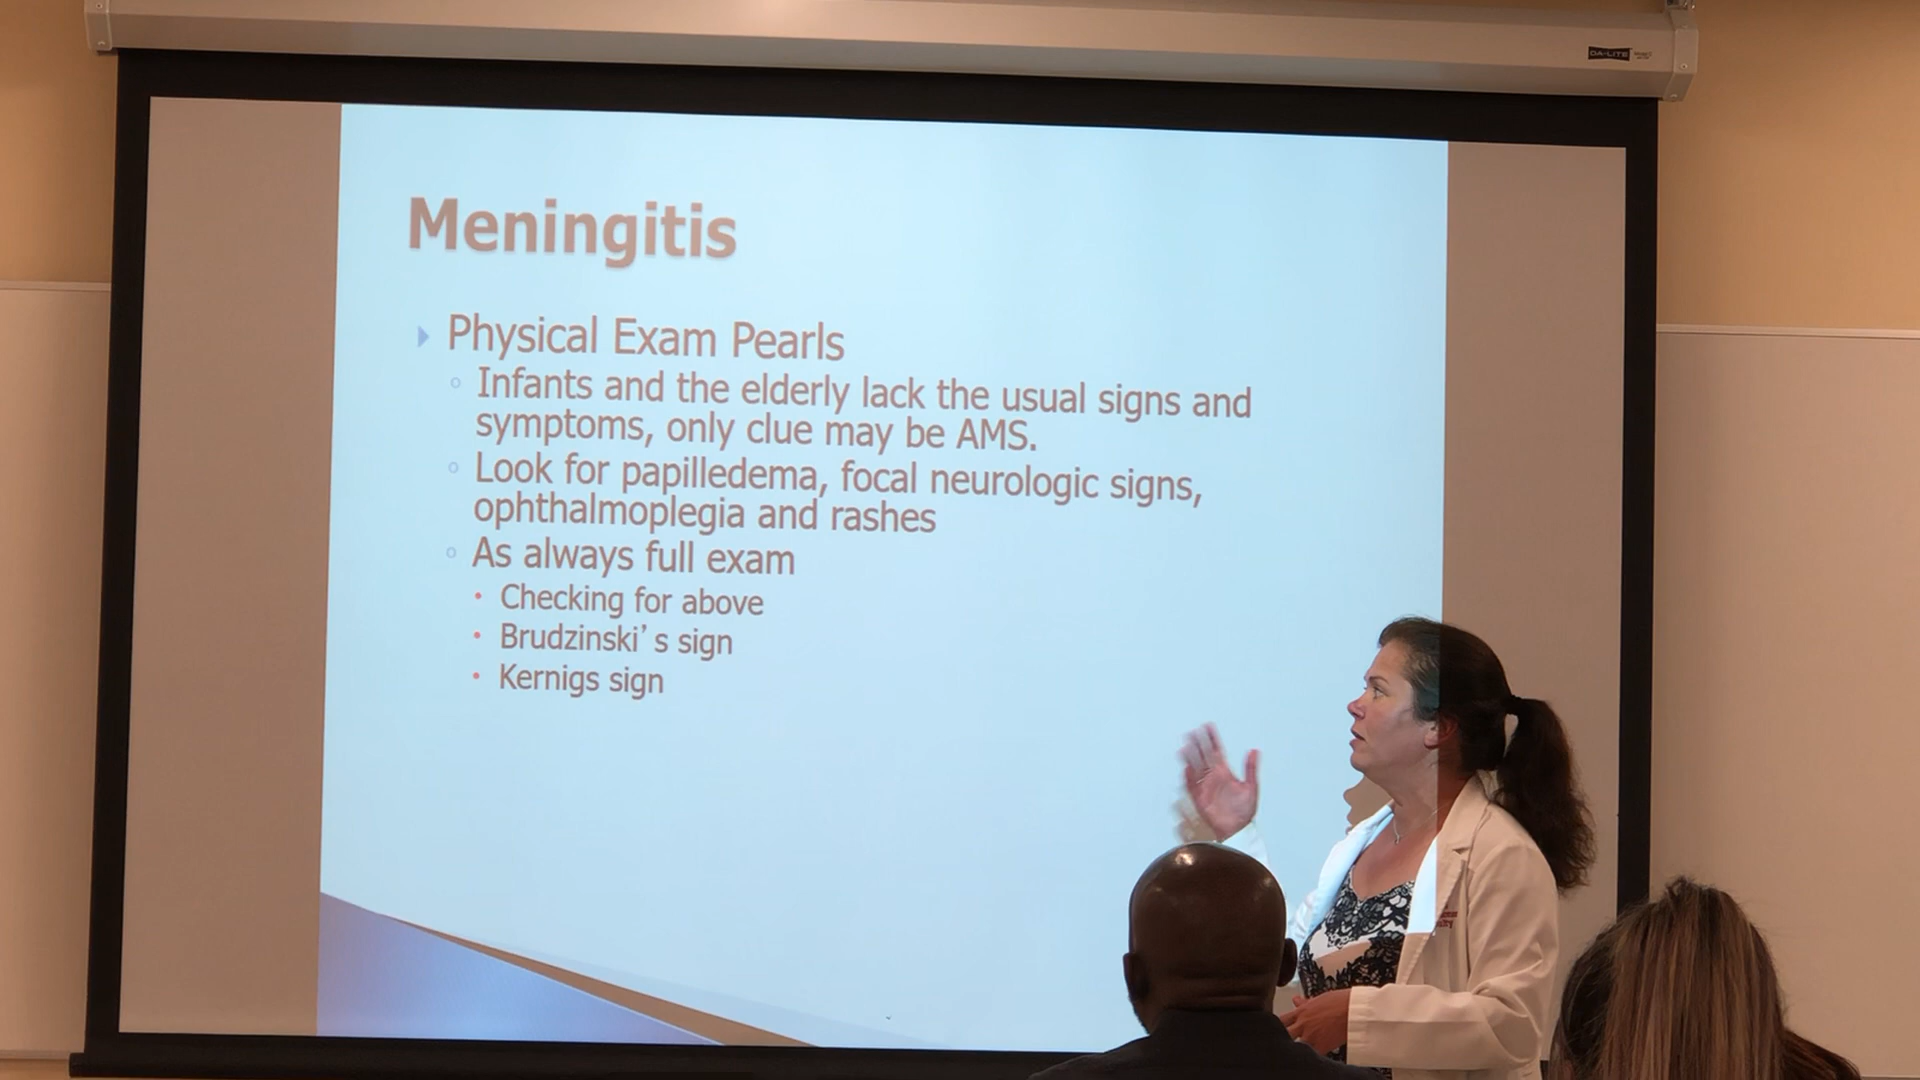 DA-LITE
Meningitis
Physical Exam Pearls
Infants and the elderly lack the usual signs and
symptoms, only clue may be AMS.
Look for papilledema, focal neurologic signs,
ophthalmoplegia and rashes
As always full exam
Checking for above
Brudzinski’ s sign
Kernigs sign